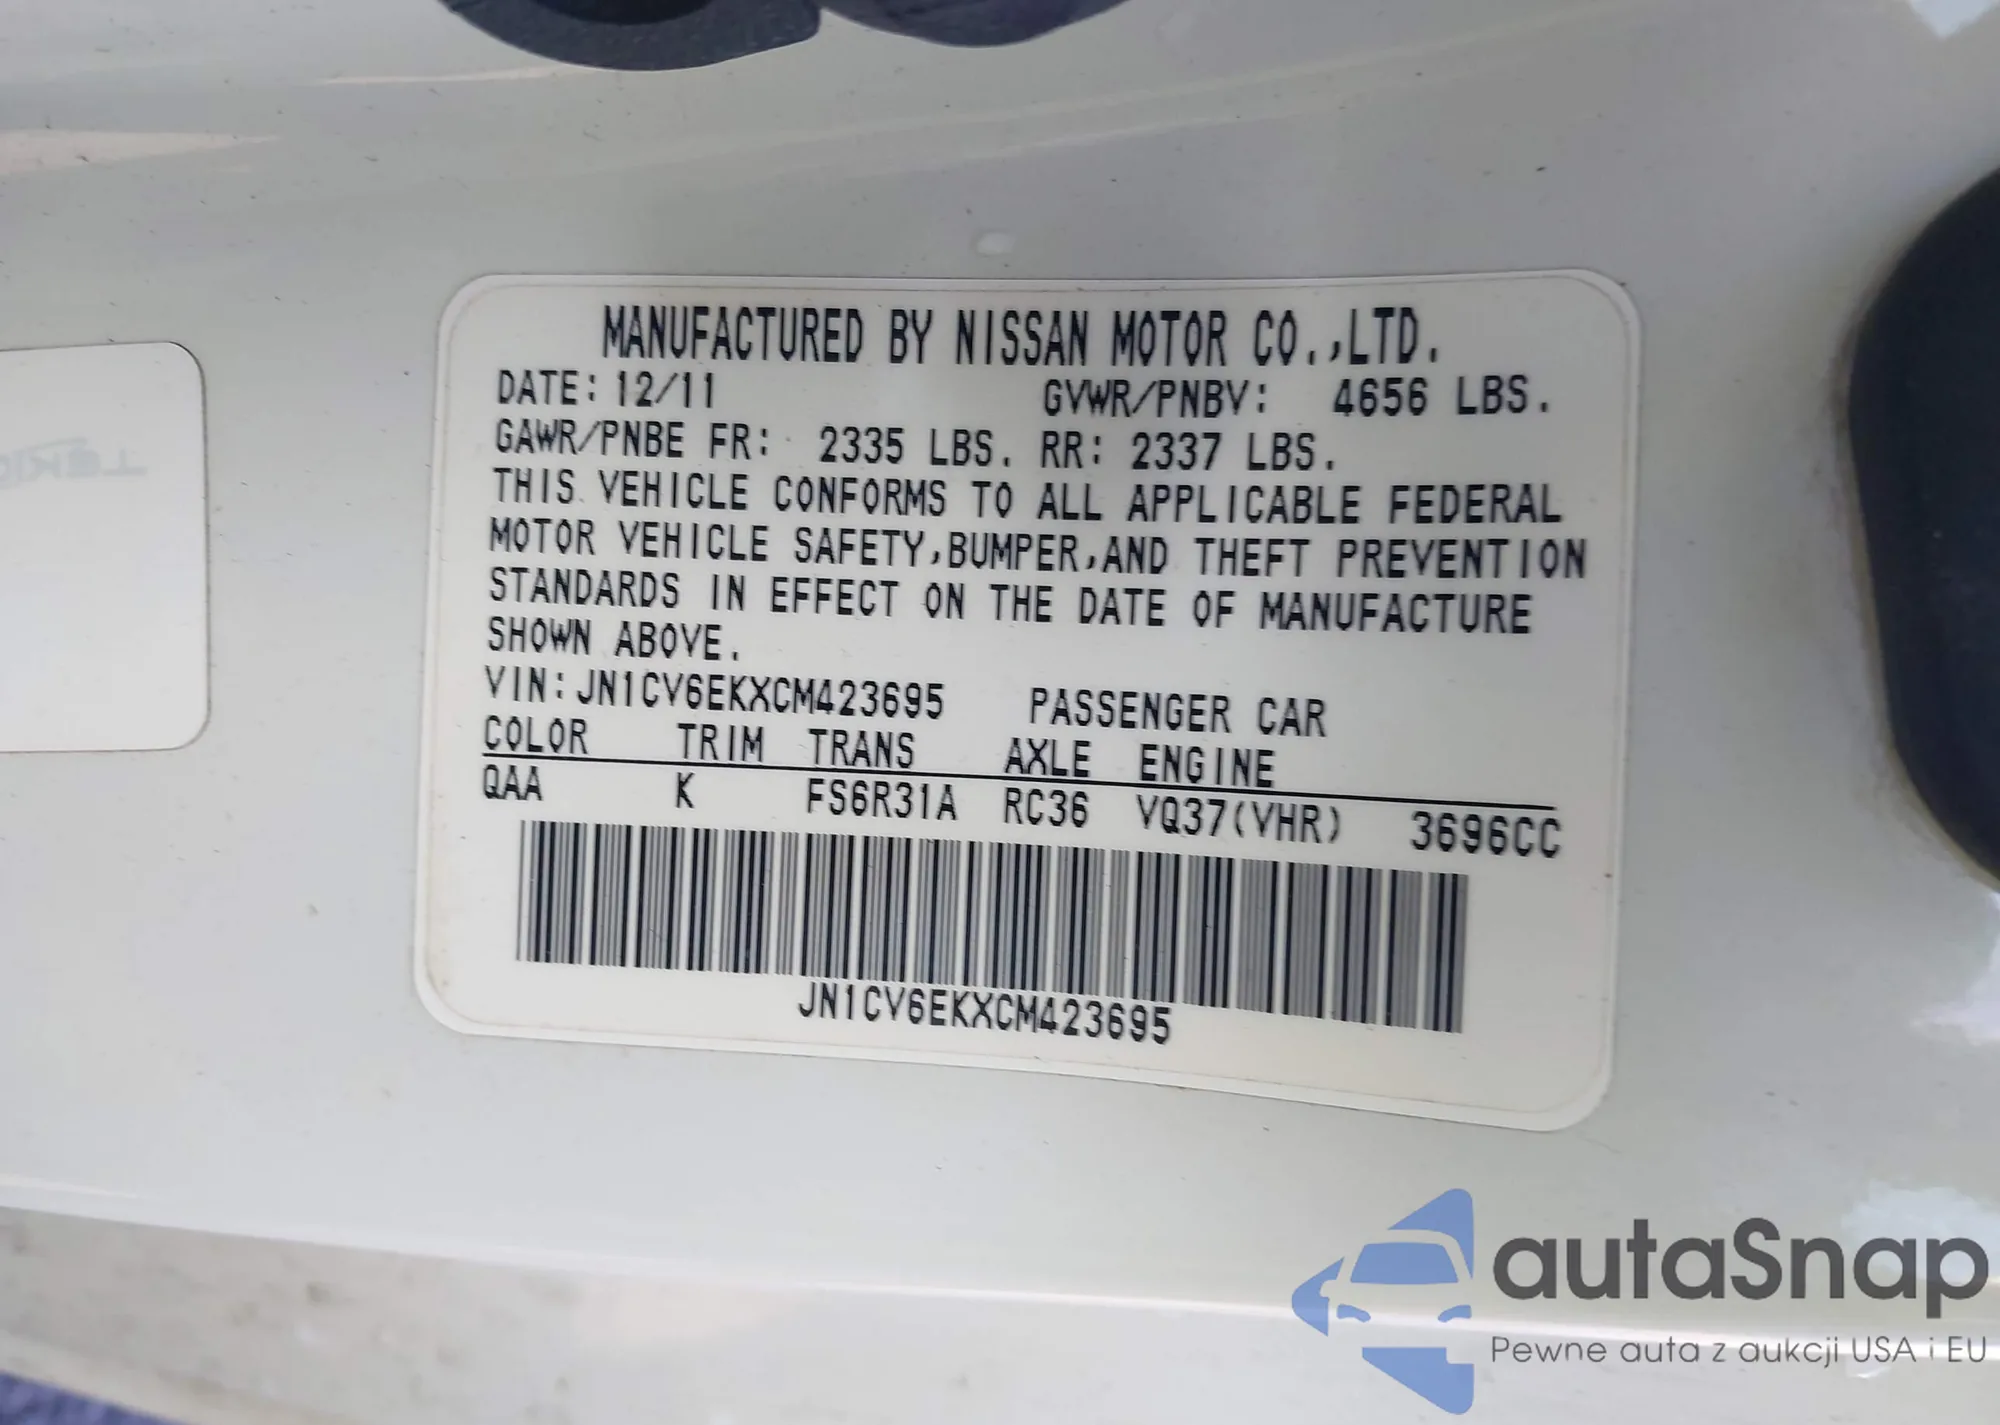 MANUFACTURED BY NISSAN MOTOR CO.,LTD.
DATE: 12/11 GVWR/PNBV: 4656 LBS.
GAWR/PNBE FR: 2335 LBS. RR: 2337 LBS.
THIS VEHICLE CONFORMS TO ALL APPLICABLE FEDERAL
MOTOR VEHICLE SAFETY,BUMPER,AND THEFT PREVENTION
STANDARDS IN EFFECT ON THE DATE OF MANUFACTURE
SHOWN ABOVE.
VIN:JN1CV6EKXCM423695 PASSENGER CAR
COLOR TRIM TRANS AXLE ENGINE
QAA K FS6R31A RC36 VQ37(VHR) 3696CC
JN1CV6EKXCM423695
autaSnap
Pewne auta z aukcji USA i EU